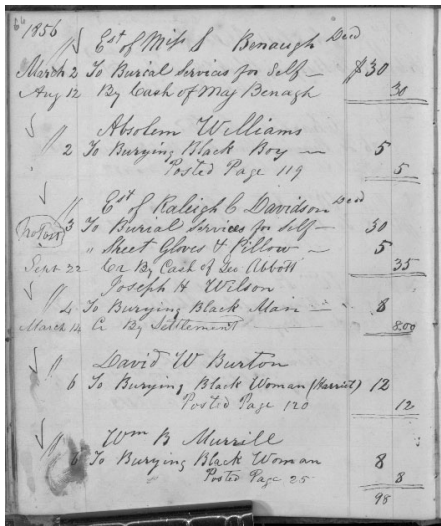 1856
" Est of Miss S Benaugh Decd
March 2 To Burial Services for Self — $ 30
Aug 12 By Cash of Maj Benagh 30
" Absolem Williams
2 To Burying Black Boy — 5
Posted Page 119 5
" Est of Raleigh C Davidson Decd
3 To Burial Services for Self — 30
" Sheet Gloves & Pillow — 5
Sept 22 Cr By Cash of Geo Abbott 35
" Joseph H Wilson
4 To Burying Black Man — 8
March 14 Cr By Settlement 8.00
" David W Burton
6 To Burying Black Woman (Harriet) 12
Posted Page 120 12
" Wm B Murrill
6 To Burying Black Woman 8
Posted Page 25 8
98